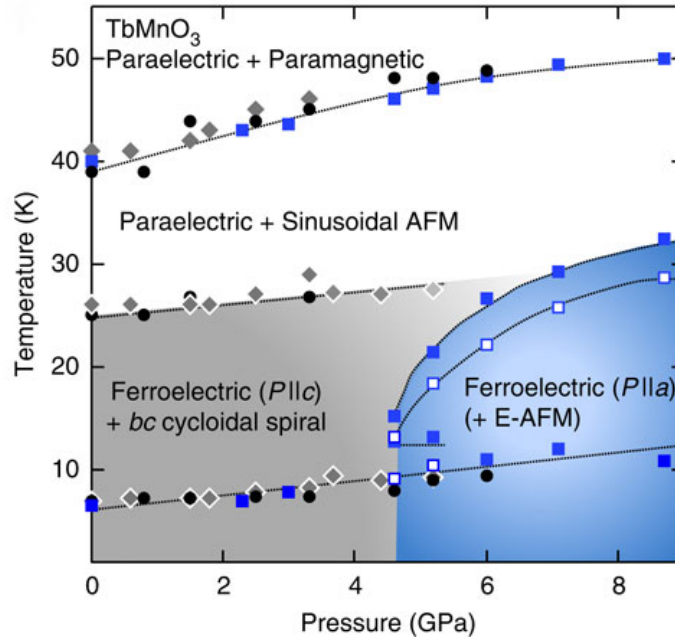 TbMnO3
Paraelectric + Paramagnetic
50
40
Paraelectric + Sinusoidal AFM
30
Temperature (K)
20
Ferroelectric (P||c)
+ bc cycloidal spiral
Ferroelectric (P||a)
(+ E-AFM)
10
0 2 4 6 8
Pressure (GPa)